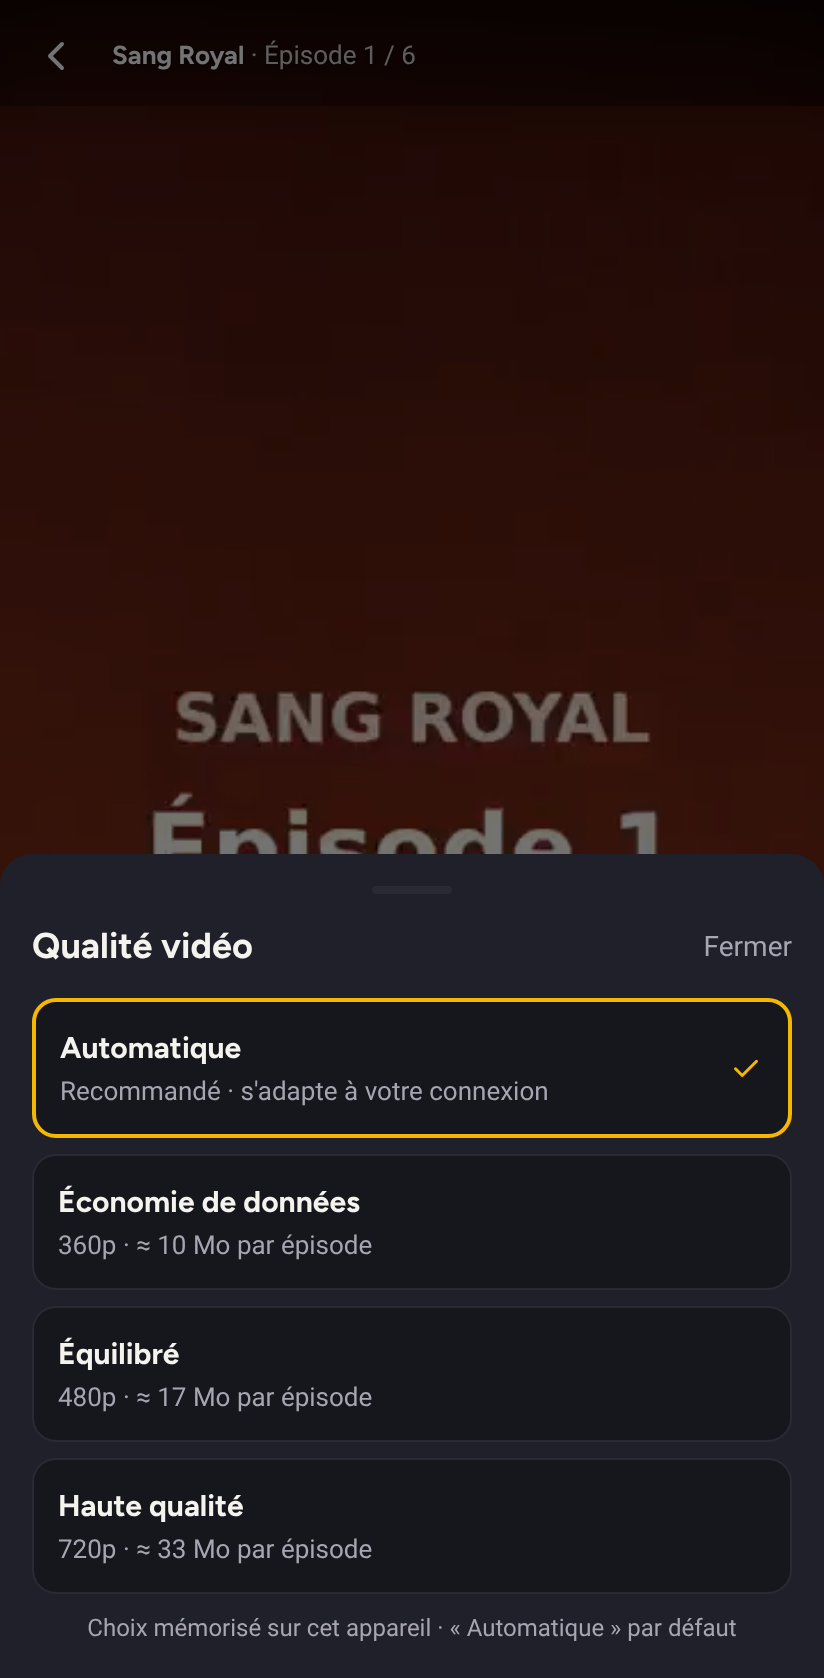 Sang Royal · Épisode 1 / 6
SANG ROYAL
Épisode 1
Qualité vidéo
Fermer
Automatique
Recommandé · s'adapte à votre connexion
Économie de données
360p · ≈ 10 Mo par épisode
Équilibré
480p · ≈ 17 Mo par épisode
Haute qualité
720p · ≈ 33 Mo par épisode
Choix mémorisé sur cet appareil · « Automatique » par défaut